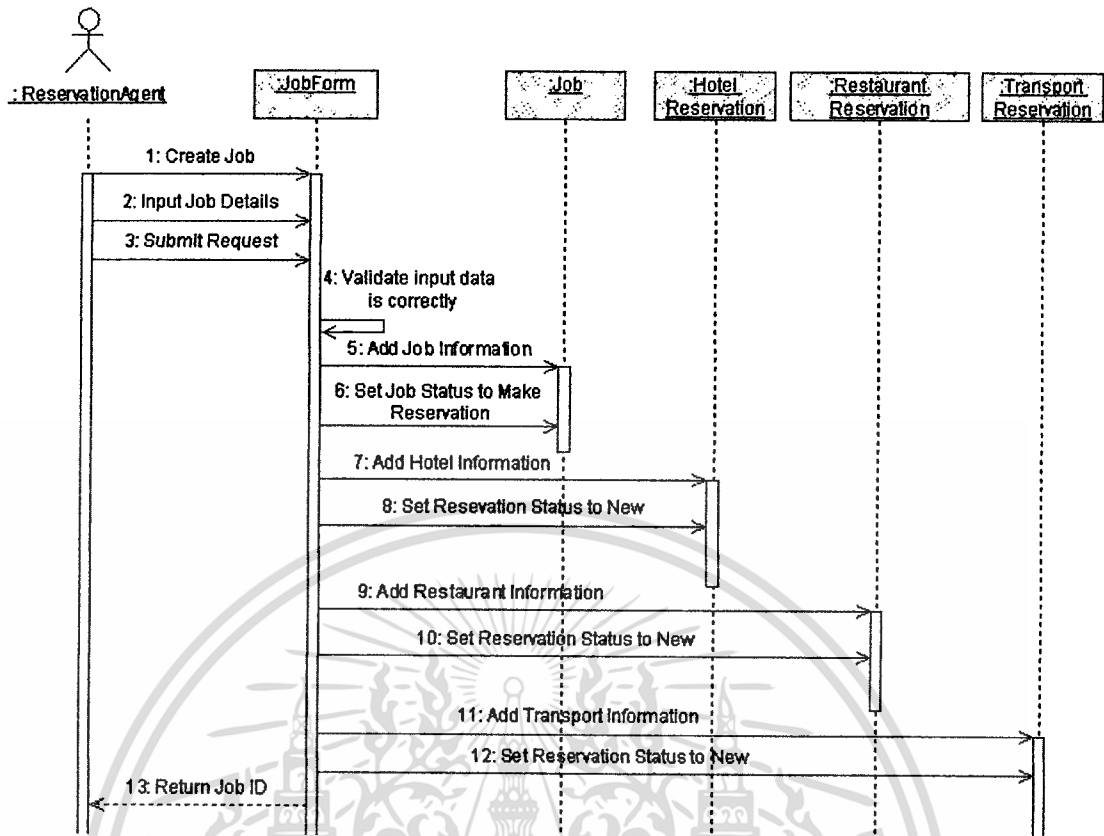 : ReservationAgent
:JobForm
:Job
:Hotel
Reservation
:Restaurant
Reservation
:Transport
Reservation
1: Create Job
2: Input Job Details
3: Submit Request
4: Validate input data
is correctly
5: Add Job Information
6: Set Job Status to Make
Reservation
7: Add Hotel Information
8: Set Resevation Status to New
9: Add Restaurant Information
10: Set Reservation Status to New
11: Add Transport Information
12: Set Reservation Status to New
13: Return Job ID